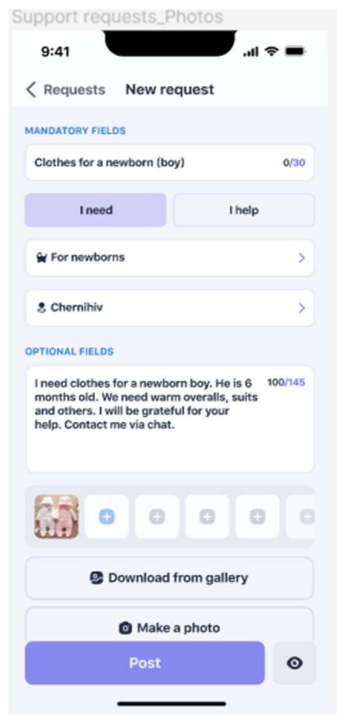 Support requests_Photos
9:41
Requests New request
MANDATORY FIELDS
Clothes for a newborn (boy) 0/30
I need I help
For newborns
Chernihiv
OPTIONAL FIELDS
I need clothes for a newborn boy. He is 6 100/145
months old. We need warm overalls, suits
and others. I will be grateful for your
help. Contact me via chat.
Download from gallery
Make a photo
Post